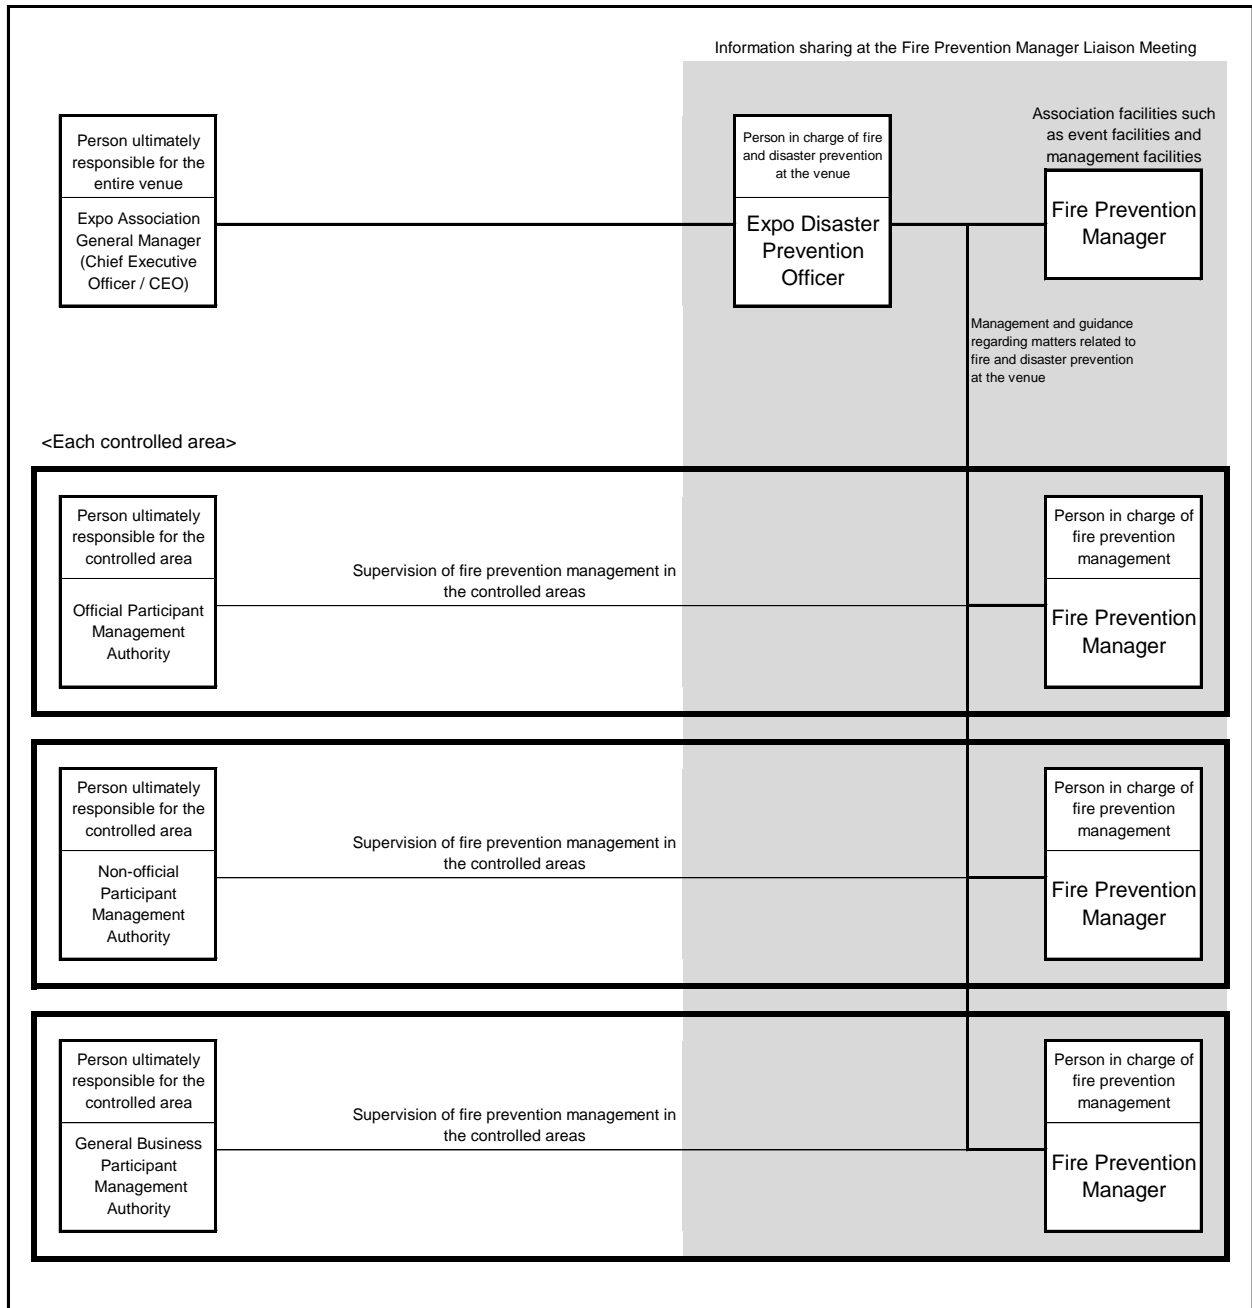 Information sharing at the Fire Prevention Manager Liaison Meeting
Person ultimately
responsible for the
entire venue
Expo Association
General Manager
(Chief Executive
Officer / CEO)
Person in charge of fire
and disaster prevention
at the venue
Expo Disaster
Prevention
Officer
Association facilities such
as event facilities and
management facilities
Fire Prevention
Manager
Management and guidance
regarding matters related to
fire and disaster prevention
at the venue
<Each controlled area>
Person ultimately
responsible for the
controlled area
Official Participant
Management
Authority
Supervision of fire prevention management in
the controlled areas
Person in charge of
fire prevention
management
Fire Prevention
Manager
Person ultimately
responsible for the
controlled area
Non-official
Participant
Management
Authority
Supervision of fire prevention management in
the controlled areas
Person in charge of
fire prevention
management
Fire Prevention
Manager
Person ultimately
responsible for the
controlled area
General Business
Participant
Management
Authority
Supervision of fire prevention management in
the controlled areas
Person in charge of
fire prevention
management
Fire Prevention
Manager